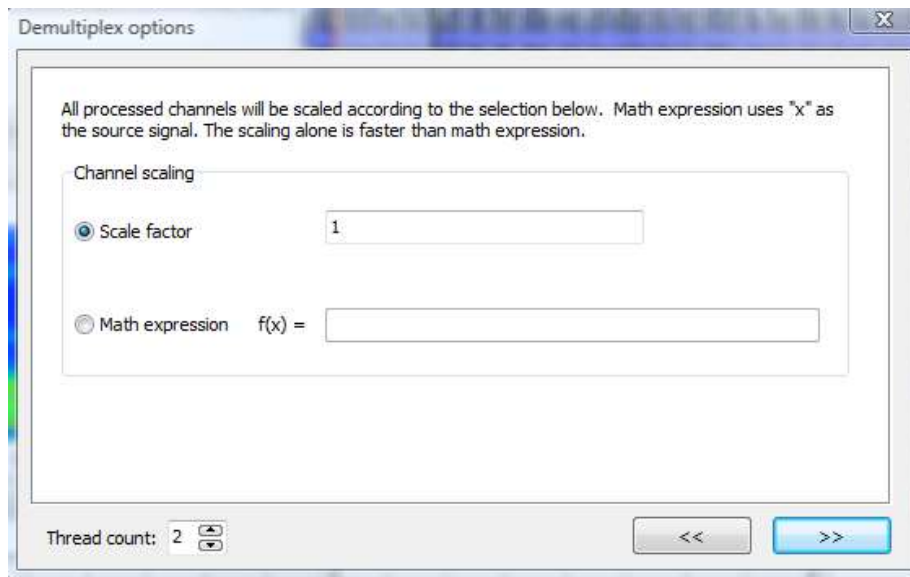 Demultiplex options
X
All processed channels will be scaled according to the selection below. Math expression uses "x" as
the source signal. The scaling alone is faster than math expression.
Channel scaling
Scale factor 1
Math expression f(x) =
Thread count: 2 << >>